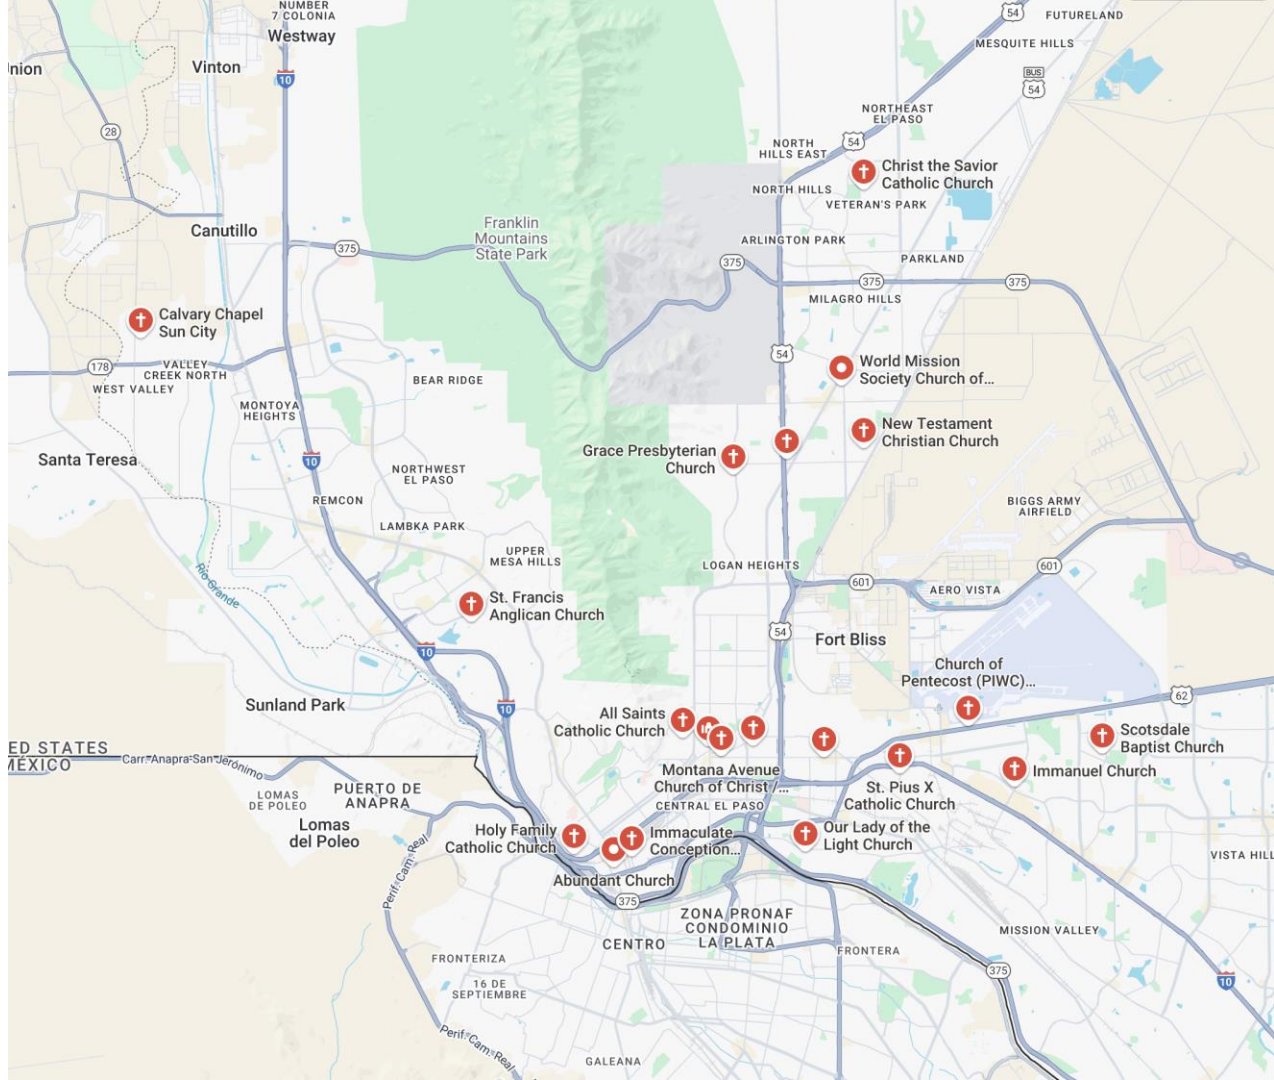 NUMBER
7 COLONIA
Westway
54
FUTURELAND
MESQUITE HILLS
Vinton
10
BUS
54
28
NORTHEAST
EL PASO
54
NORTH
HILLS EAST
Christ the Savior
Catholic Church
NORTH HILLS
VETERAN'S PARK
Canutillo
375
Franklin
Mountains
State Park
ARLINGTON PARK
375
PARKLAND
375
375
MILAGRO HILLS
Calvary Chapel
Sun City
54
World Mission
Society Church of...
178
VALLEY
CREEK NORTH
WEST VALLEY
BEAR RIDGE
MONTOYA
HEIGHTS
New Testament
Christian Church
Grace Presbyterian
Church
Santa Teresa
10
NORTHWEST
EL PASO
REMCON
BIGGS ARMY
AIRFIELD
LAMBKA PARK
UPPER
MESA HILLS
LOGAN HEIGHTS
601
601
AERO VISTA
Rio Grande
St. Francis
Anglican Church
54
Fort Bliss
10
Church of
Pentecost (PIWC)...
62
Sunland Park
10
All Saints
Catholic Church
Scotsdale
Baptist Church
ED STATES
MÉXICO
Carr. Anapra-San Jerónimo
Montana Avenue
Church of Christ /...
Immanuel Church
St. Pius X
Catholic Church
LOMAS
DE POLEO
PUERTO DE
ANAPRA
CENTRAL EL PASO
Lomas
del Poleo
Holy Family
Catholic Church
Immaculate
Conception...
Our Lady of the
Light Church
Perif. Cam. Real
VISTA HILL
Abundant Church
375
ZONA PRONAF
CONDOMINIO
LA PLATA
CENTRO
MISSION VALLEY
FRONTERA
FRONTERIZA
375
10
16 DE
SEPTIEMBRE
Perif. Cam. Real
GALEANA